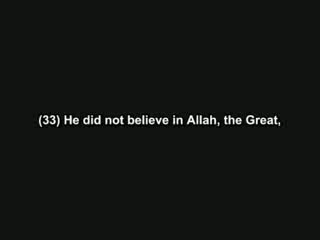 (33) He did not believe in Allah, the Great,